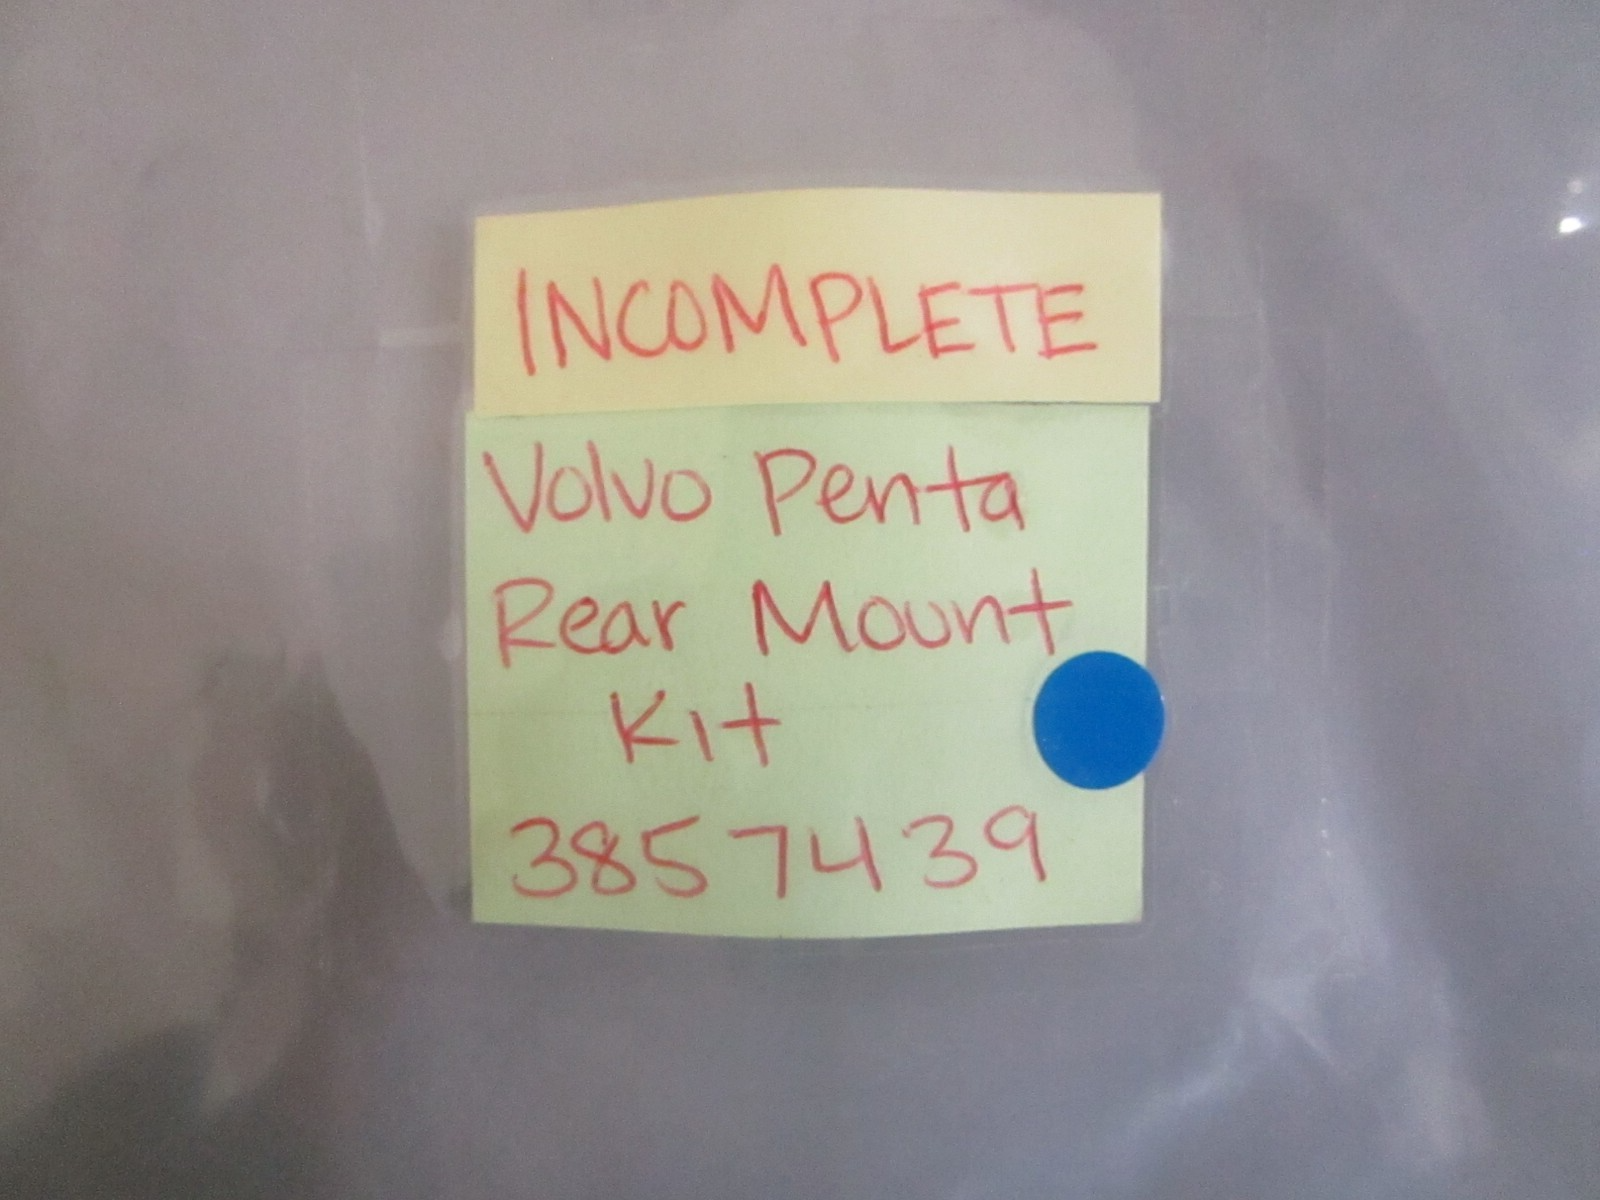 INCOMPLETE
Volvo Penta
Rear Mount
Kit
3857439